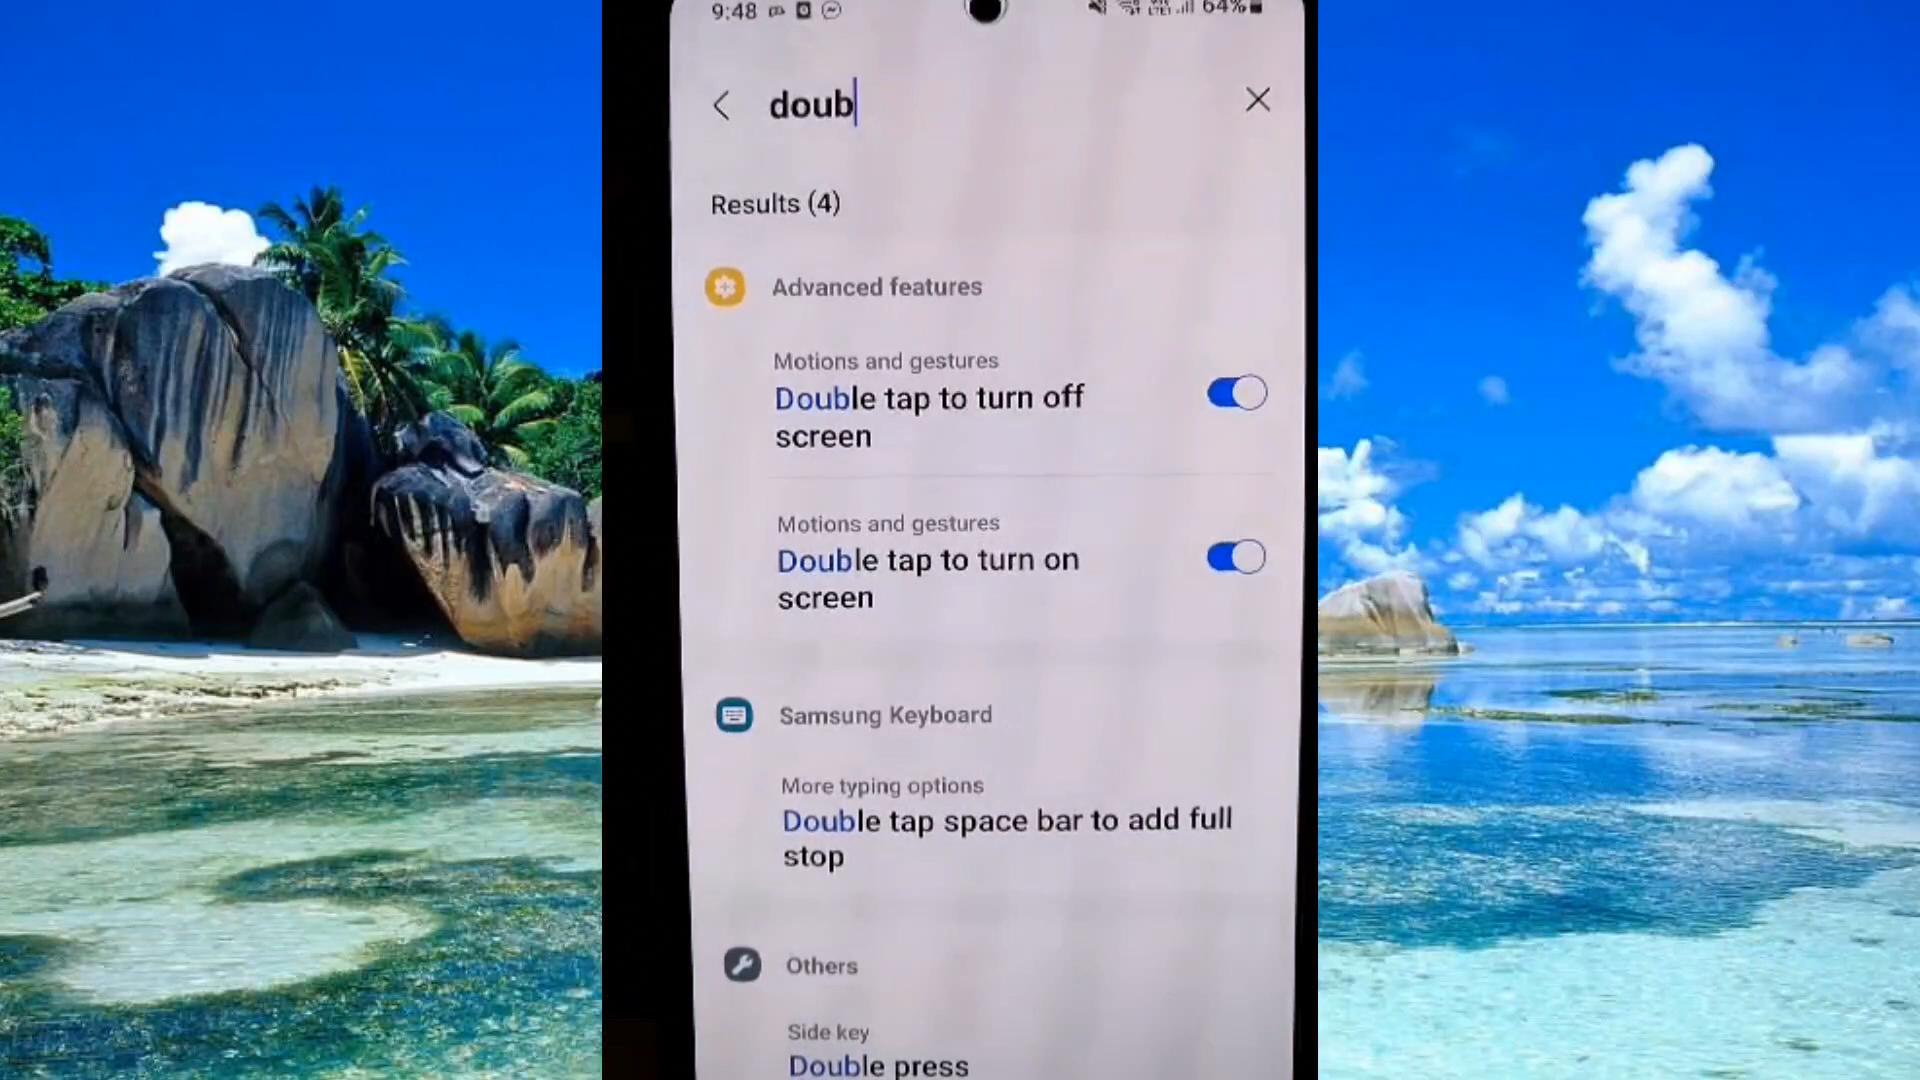 9:48 64%
doub
Results (4)
Advanced features
Motions and gestures
Double tap to turn off
screen
Motions and gestures
Double tap to turn on
screen
Samsung Keyboard
More typing options
Double tap space bar to add full
stop
Others
Side key
Double press